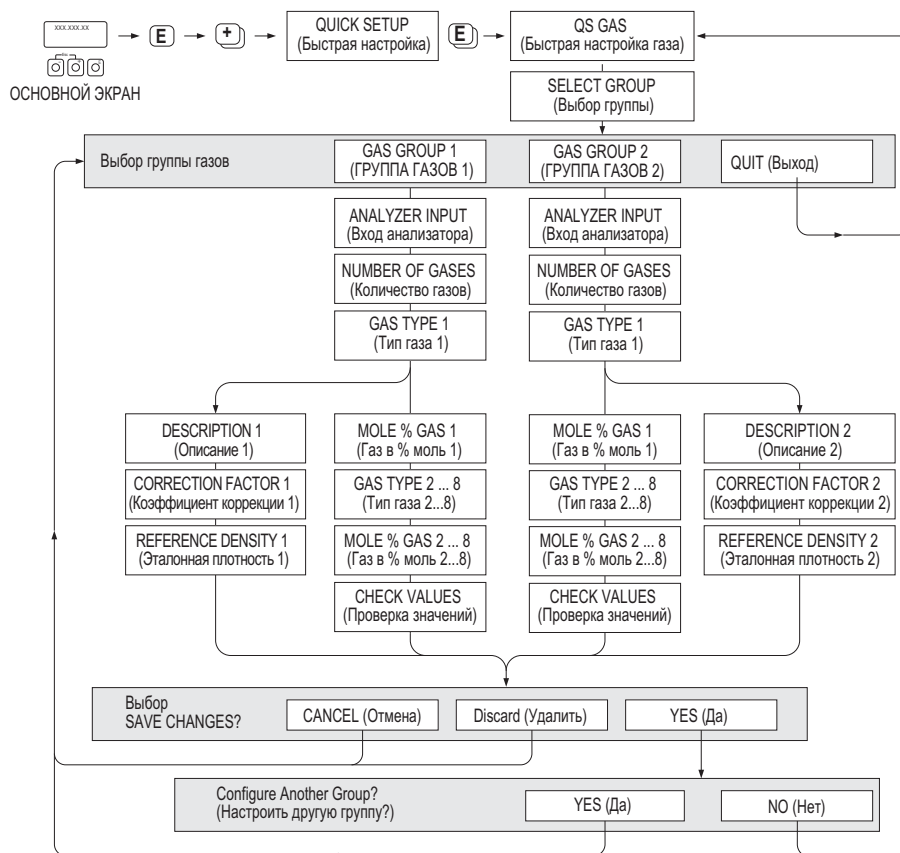 xxx.xxx.xx
Esc
E
+
E
QUICK SETUP
(Быстрая настройка)
QS GAS
(Быстрая настройка газа)
ОСНОВНОЙ ЭКРАН
SELECT GROUP
(Выбор группы)
Выбор группы газов
GAS GROUP 1
(ГРУППА ГАЗОВ 1)
GAS GROUP 2
(ГРУППА ГАЗОВ 2)
QUIT (Выход)
ANALYZER INPUT
(Вход анализатора)
ANALYZER INPUT
(Вход анализатора)
NUMBER OF GASES
(Количество газов)
NUMBER OF GASES
(Количество газов)
GAS TYPE 1
(Тип газа 1)
GAS TYPE 1
(Тип газа 1)
DESCRIPTION 1
(Описание 1)
MOLE % GAS 1
(Газ в % моль 1)
MOLE % GAS 1
(Газ в % моль 1)
DESCRIPTION 2
(Описание 2)
CORRECTION FACTOR 1
(Коэффициент коррекции 1)
GAS TYPE 2 ... 8
(Тип газа 2...8)
GAS TYPE 2 ... 8
(Тип газа 2...8)
CORRECTION FACTOR 2
(Коэффициент коррекции 2)
REFERENCE DENSITY 1
(Эталонная плотность 1)
MOLE % GAS 2 ... 8
(Газ в % моль 2...8)
MOLE % GAS 2 ... 8
(Газ в % моль 2...8)
REFERENCE DENSITY 2
(Эталонная плотность 2)
CHECK VALUES
(Проверка значений)
CHECK VALUES
(Проверка значений)
Выбор
SAVE CHANGES?
CANCEL (Отмена)
Discard (Удалить)
YES (Да)
Configure Another Group?
(Настроить другую группу?)
YES (Да)
NO (Нет)